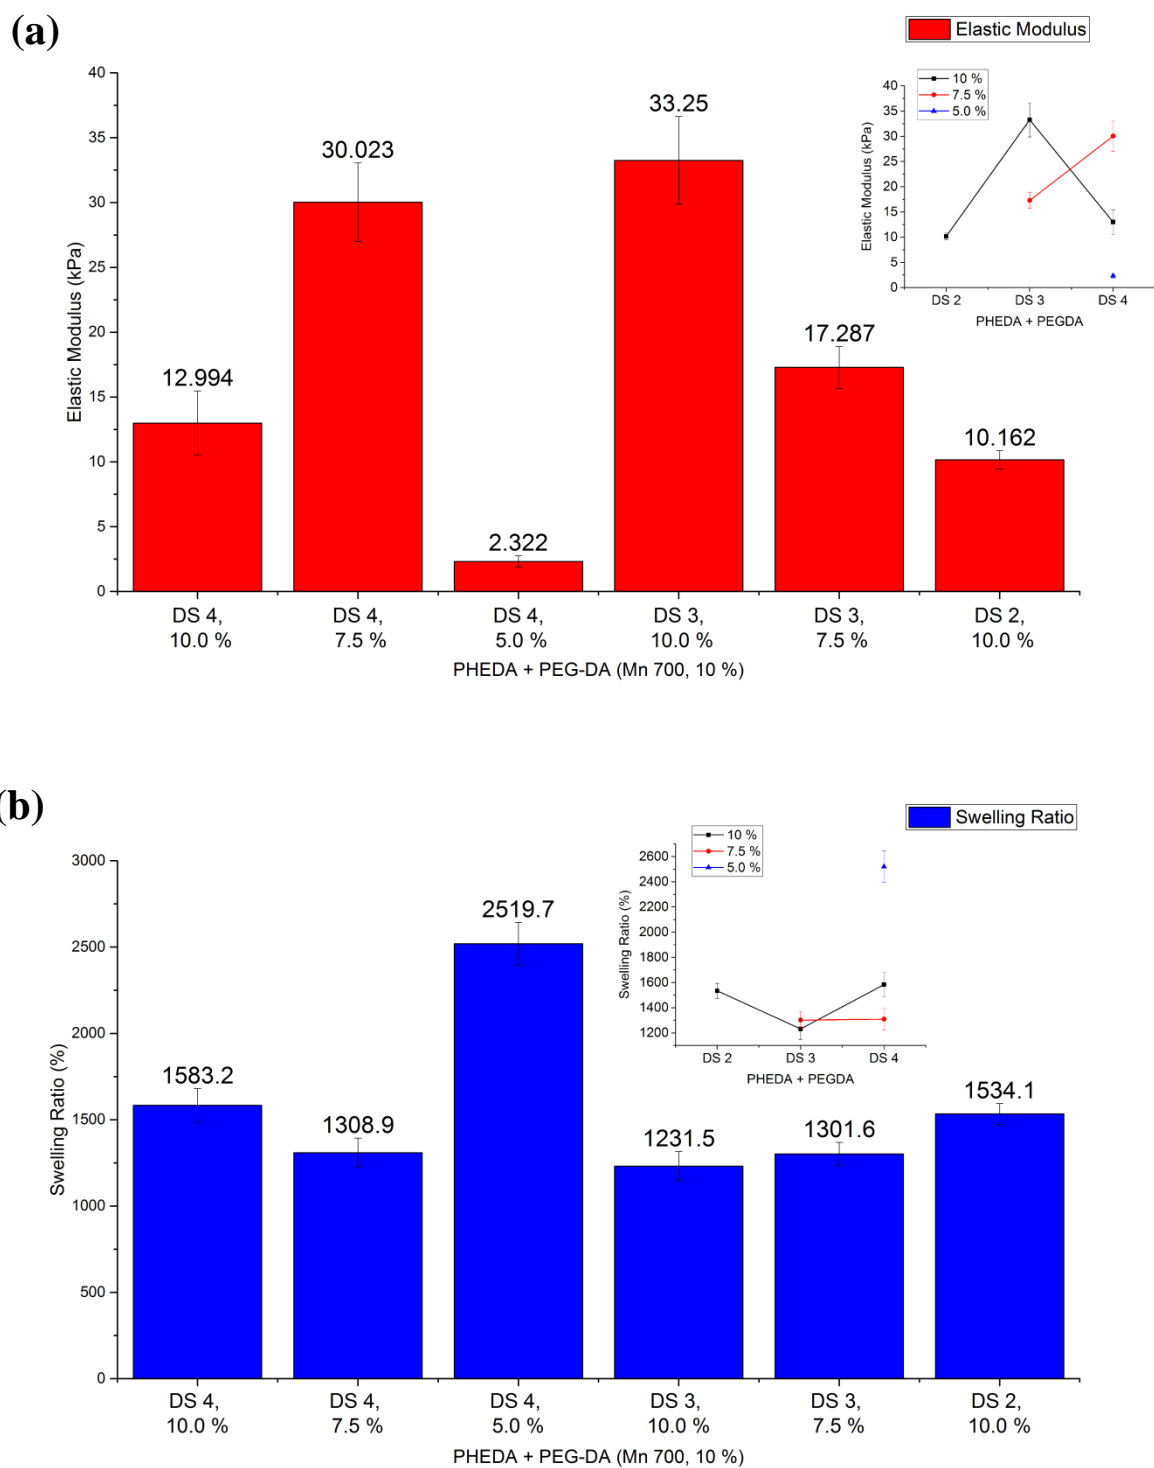 (a)
Elastic Modulus
40
35
30
25
20
15
10
5
0
Elastic Modulus (kPa)
12.994
30.023
2.322
33.25
17.287
10.162
DS 4, 10.0 %
DS 4, 7.5 %
DS 4, 5.0 %
DS 3, 10.0 %
DS 3, 7.5 %
DS 2, 10.0 %
PHEDA + PEG-DA (Mn 700, 10 %)
10 %
7.5 %
5.0 %
40
35
30
25
20
15
10
5
0
Elastic Modulus (kPa)
DS 2 DS 3 DS 4
PHEDA + PEGDA
(b)
Swelling Ratio
3000
2500
2000
1500
1000
500
0
Swelling Ratio (%)
1583.2
1308.9
2519.7
1231.5
1301.6
1534.1
DS 4, 10.0 %
DS 4, 7.5 %
DS 4, 5.0 %
DS 3, 10.0 %
DS 3, 7.5 %
DS 2, 10.0 %
PHEDA + PEG-DA (Mn 700, 10 %)
10 %
7.5 %
5.0 %
2600
2400
2200
2000
1800
1600
1400
1200
Swelling Ratio (%)
DS 2 DS 3 DS 4
PHEDA + PEGDA